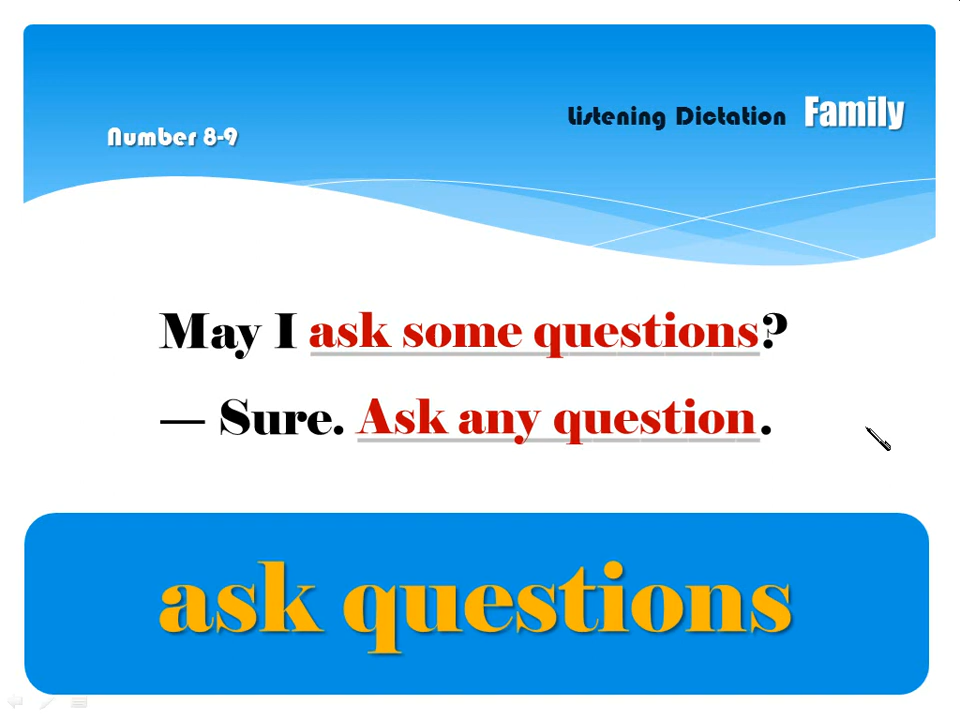 Listening Dictation Family
Number 8-9
May I ask some questions?
— Sure. Ask any question.
ask questions